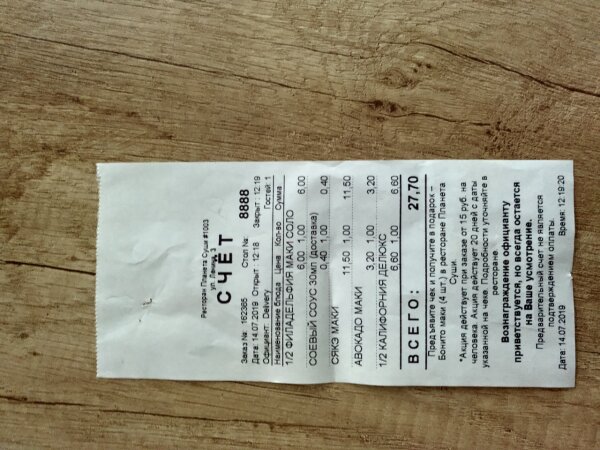 Ресторан Планета Суши #1003
ул. Ленина, 3
СЧЕТ
Заказ №: 162365 Стол №: 8888
Дата: 14.07.2019 Открыт: 12:18 Закрыт: 12:19
Официант: Delivery Гостей: 1
Наименование блюда Цена Кол-во Сумма
1/2 ФИЛАДЕЛЬФИЯ МАКИ СОЛО
6,00 1,00 6,00
СОЕВЫЙ СОУС 30мл (доставка)
0,40 1,00 0,40
СЯКЭ МАКИ
11,50 1,00 11,50
АВОКАДО МАКИ
3,20 1,00 3,20
1/2 КАЛИФОРНИЯ ДЕЛЮКС
6,60 1,00 6,60
ВСЕГО: 27,70
Предъявите чек и получите в подарок –
Бонито маки (4 шт.) в ресторане Планета
Суши.
*Акция действует при заказе от 15 руб. на
человека. Акция действует 20 дней с даты
указанной на чеке. Подробности уточняйте в
ресторане
Вознаграждение официанту
приветствуется, но всегда остается
на Ваше усмотрение.
Предварительный счет не является
подтверждением оплаты.
Дата: 14.07.2019 Время: 12:19:20